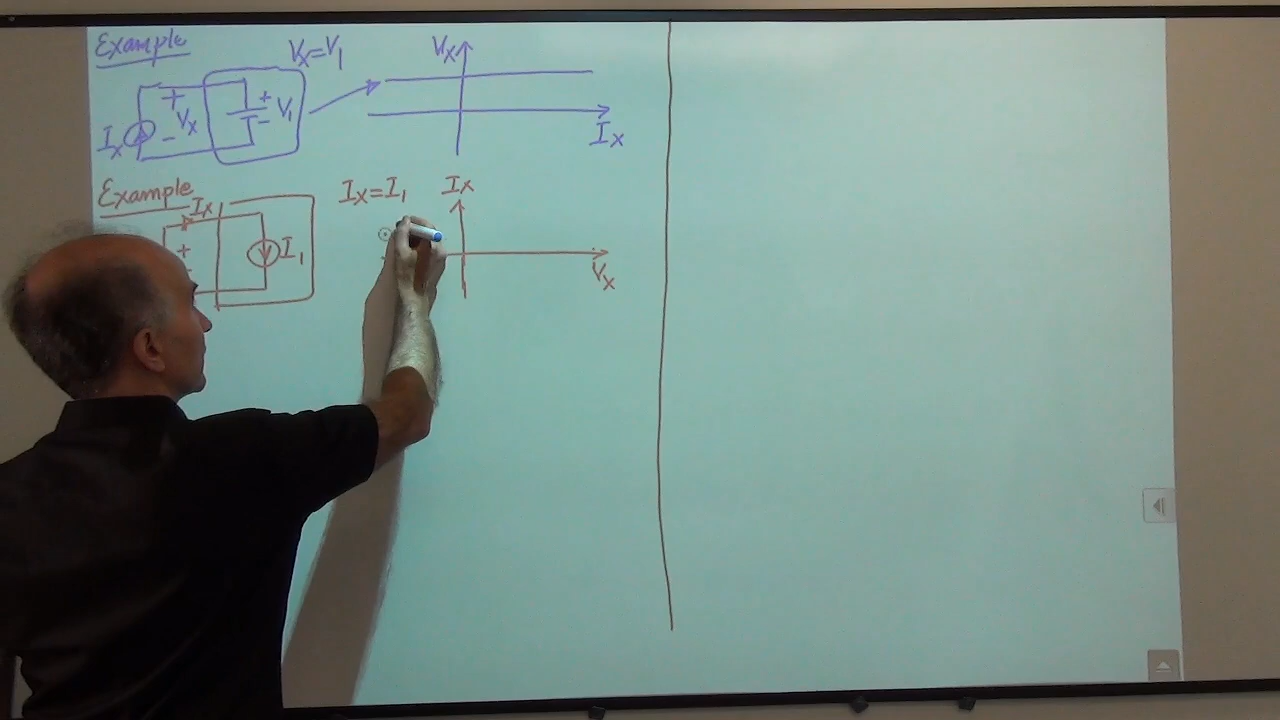 Example
Vx=V1
Vx
+
Vx
-
+
-
V1
Ix
Ix
Example
Ix
Ix=I1
Ix
+
I1
Vx